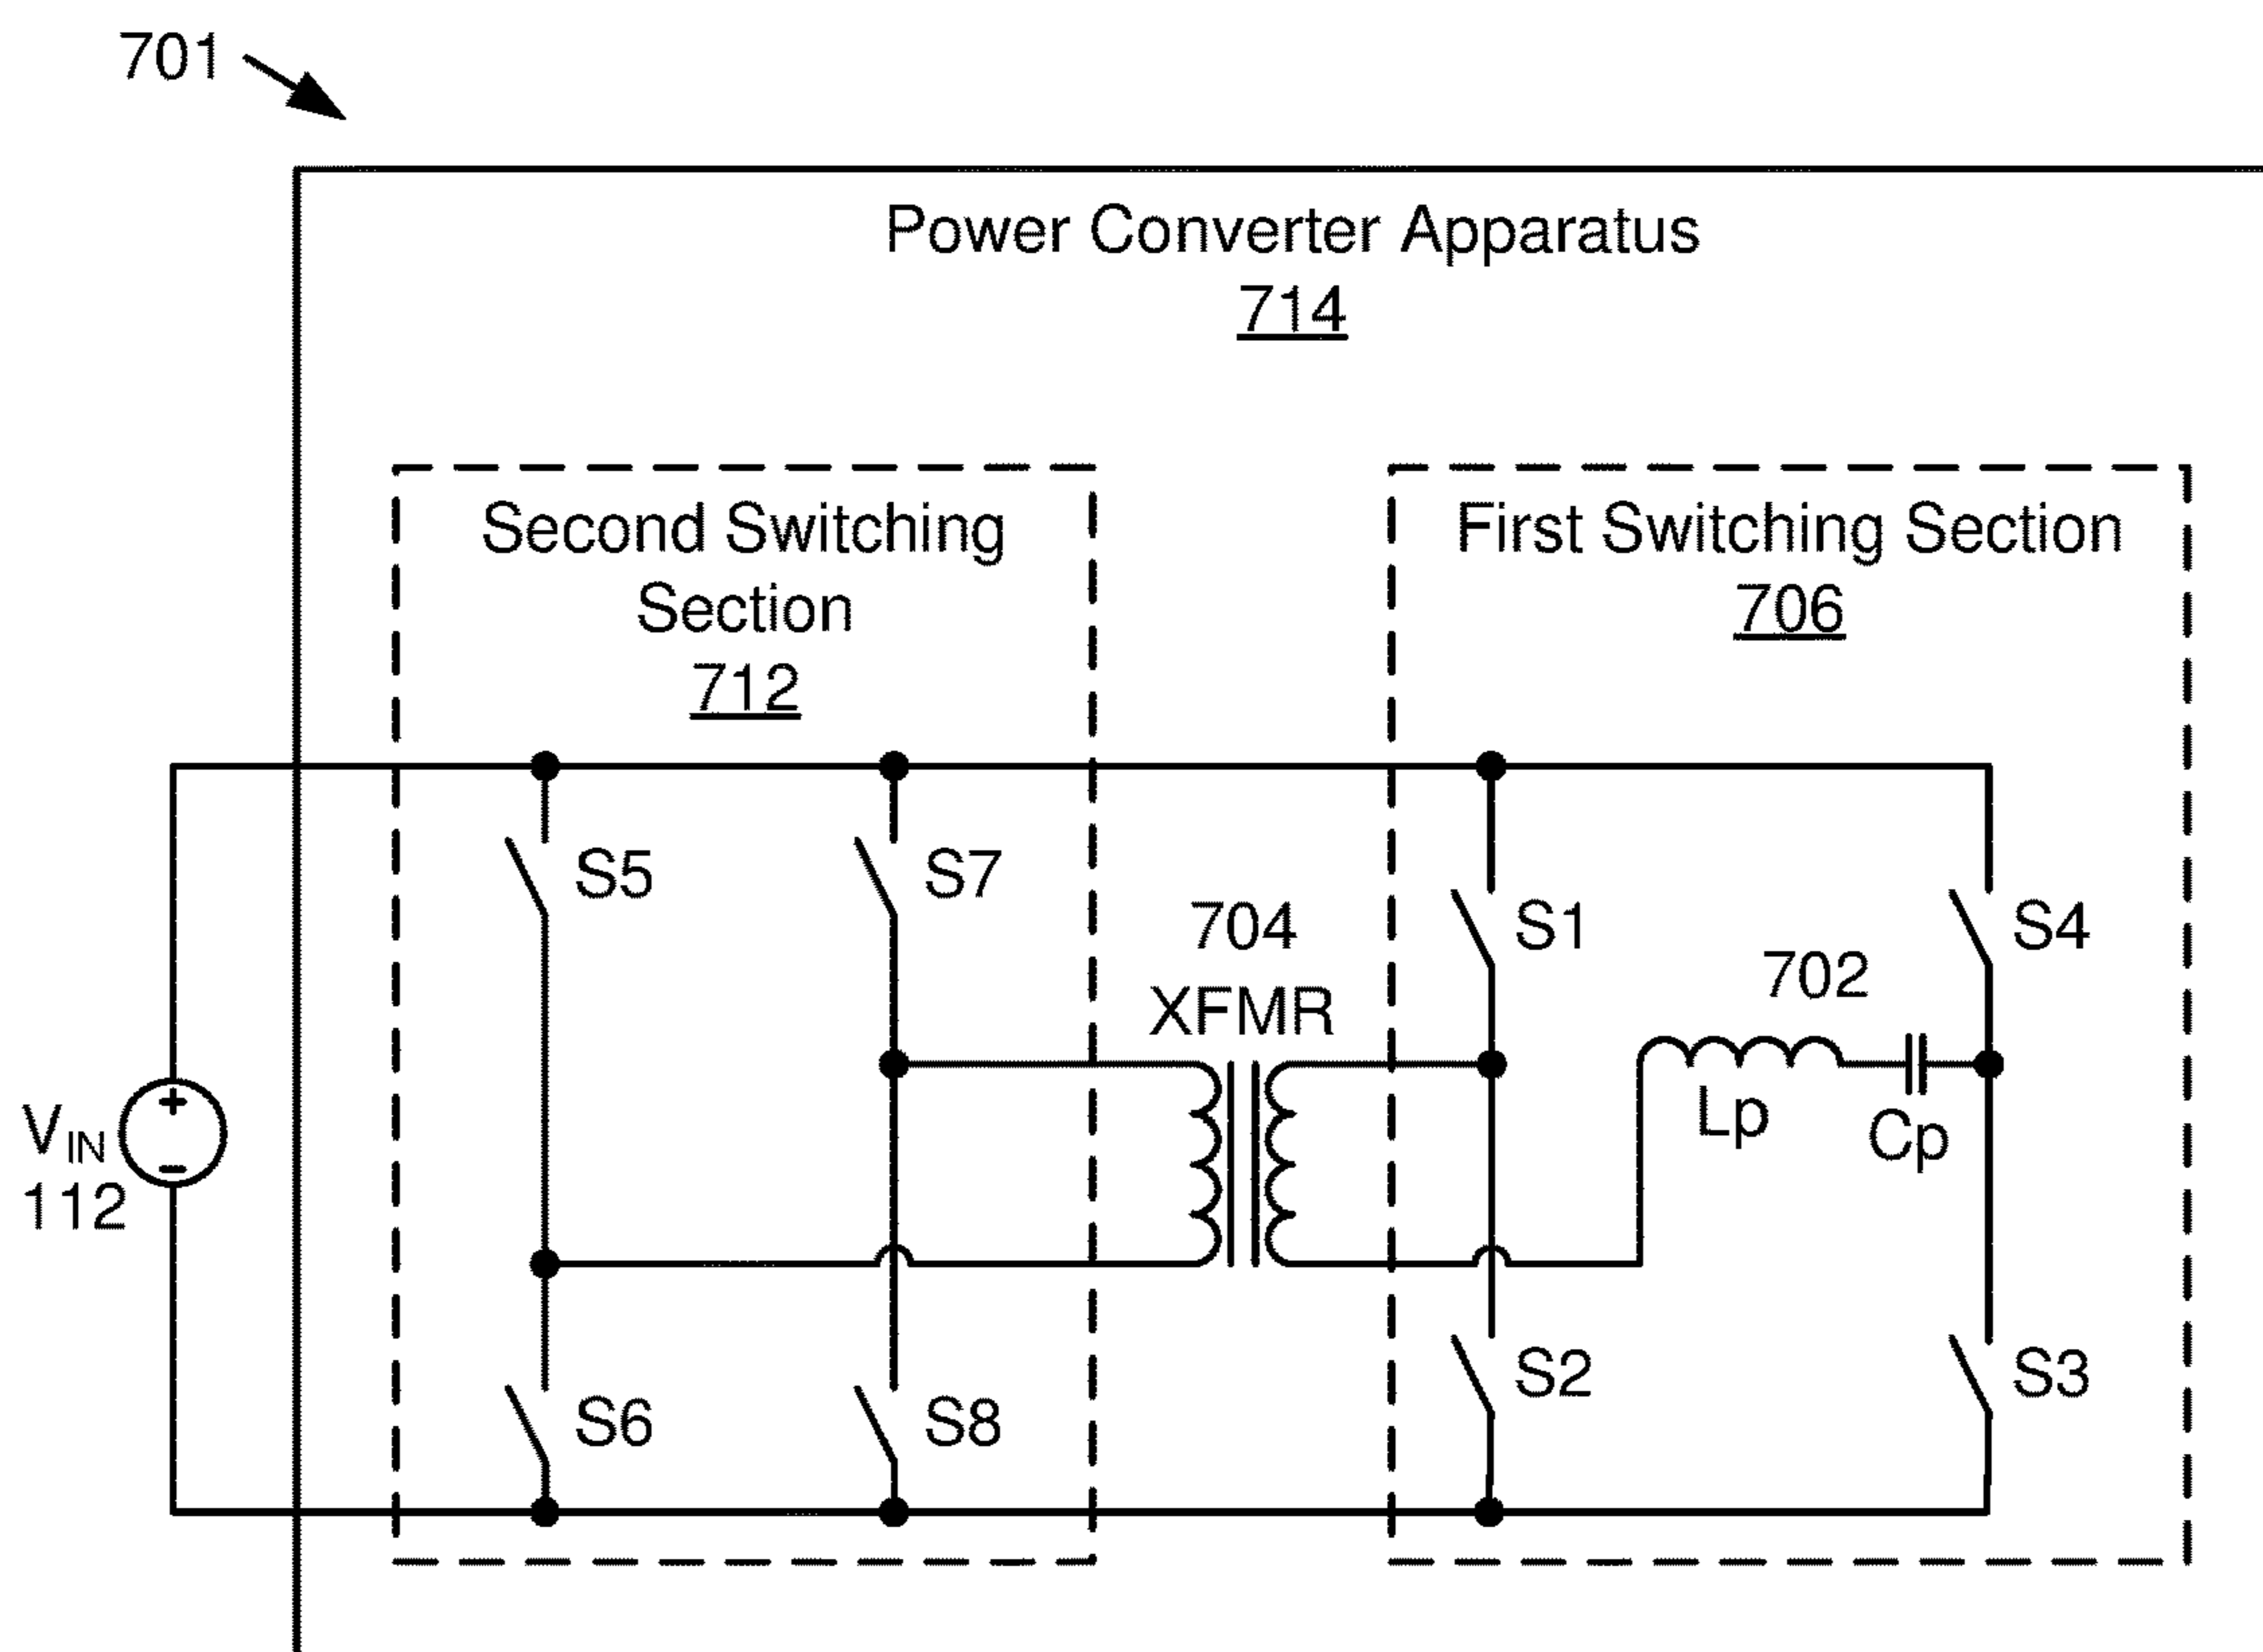 701
Power Converter Apparatus
714
Second Switching
Section
712
First Switching Section
706
S5
S7
704
XFMR
S1
702
S4
Lp
Cp
+
VIN
-
112
S6
S8
S2
S3